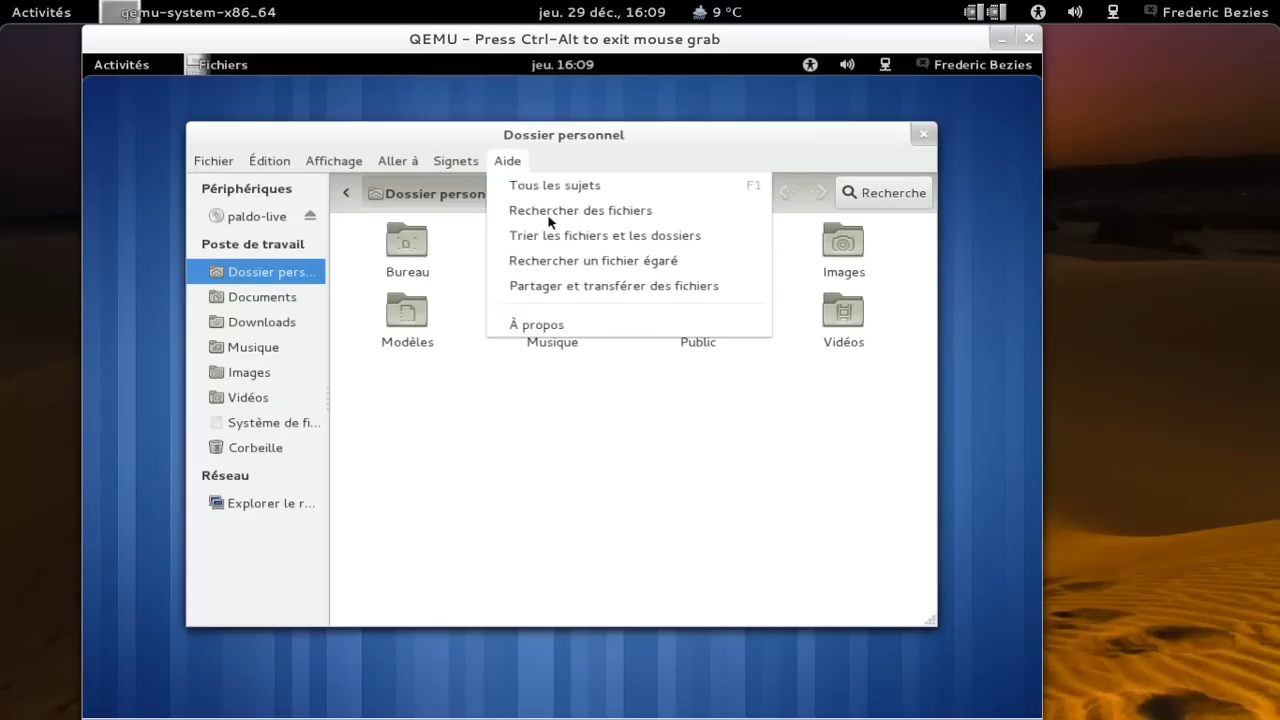 Activités qemu-system-x86_64 jeu. 29 déc., 16:09 9 °C Frederic Bezies
QEMU - Press Ctrl-Alt to exit mouse grab
Activités Fichiers jeu. 16:09 Frederic Bezies
Dossier personnel
Fichier Édition Affichage Aller à Signets Aide
Périphériques
paldo-live
Poste de travail
Dossier pers...
Documents
Downloads
Musique
Images
Vidéos
Système de fi...
Corbeille
Réseau
Explorer le r...
Dossier person
Recherche
Tous les sujets F1
Rechercher des fichiers
Trier les fichiers et les dossiers
Rechercher un fichier égaré
Partager et transférer des fichiers
À propos
Bureau Images
Modèles Musique Public Vidéos